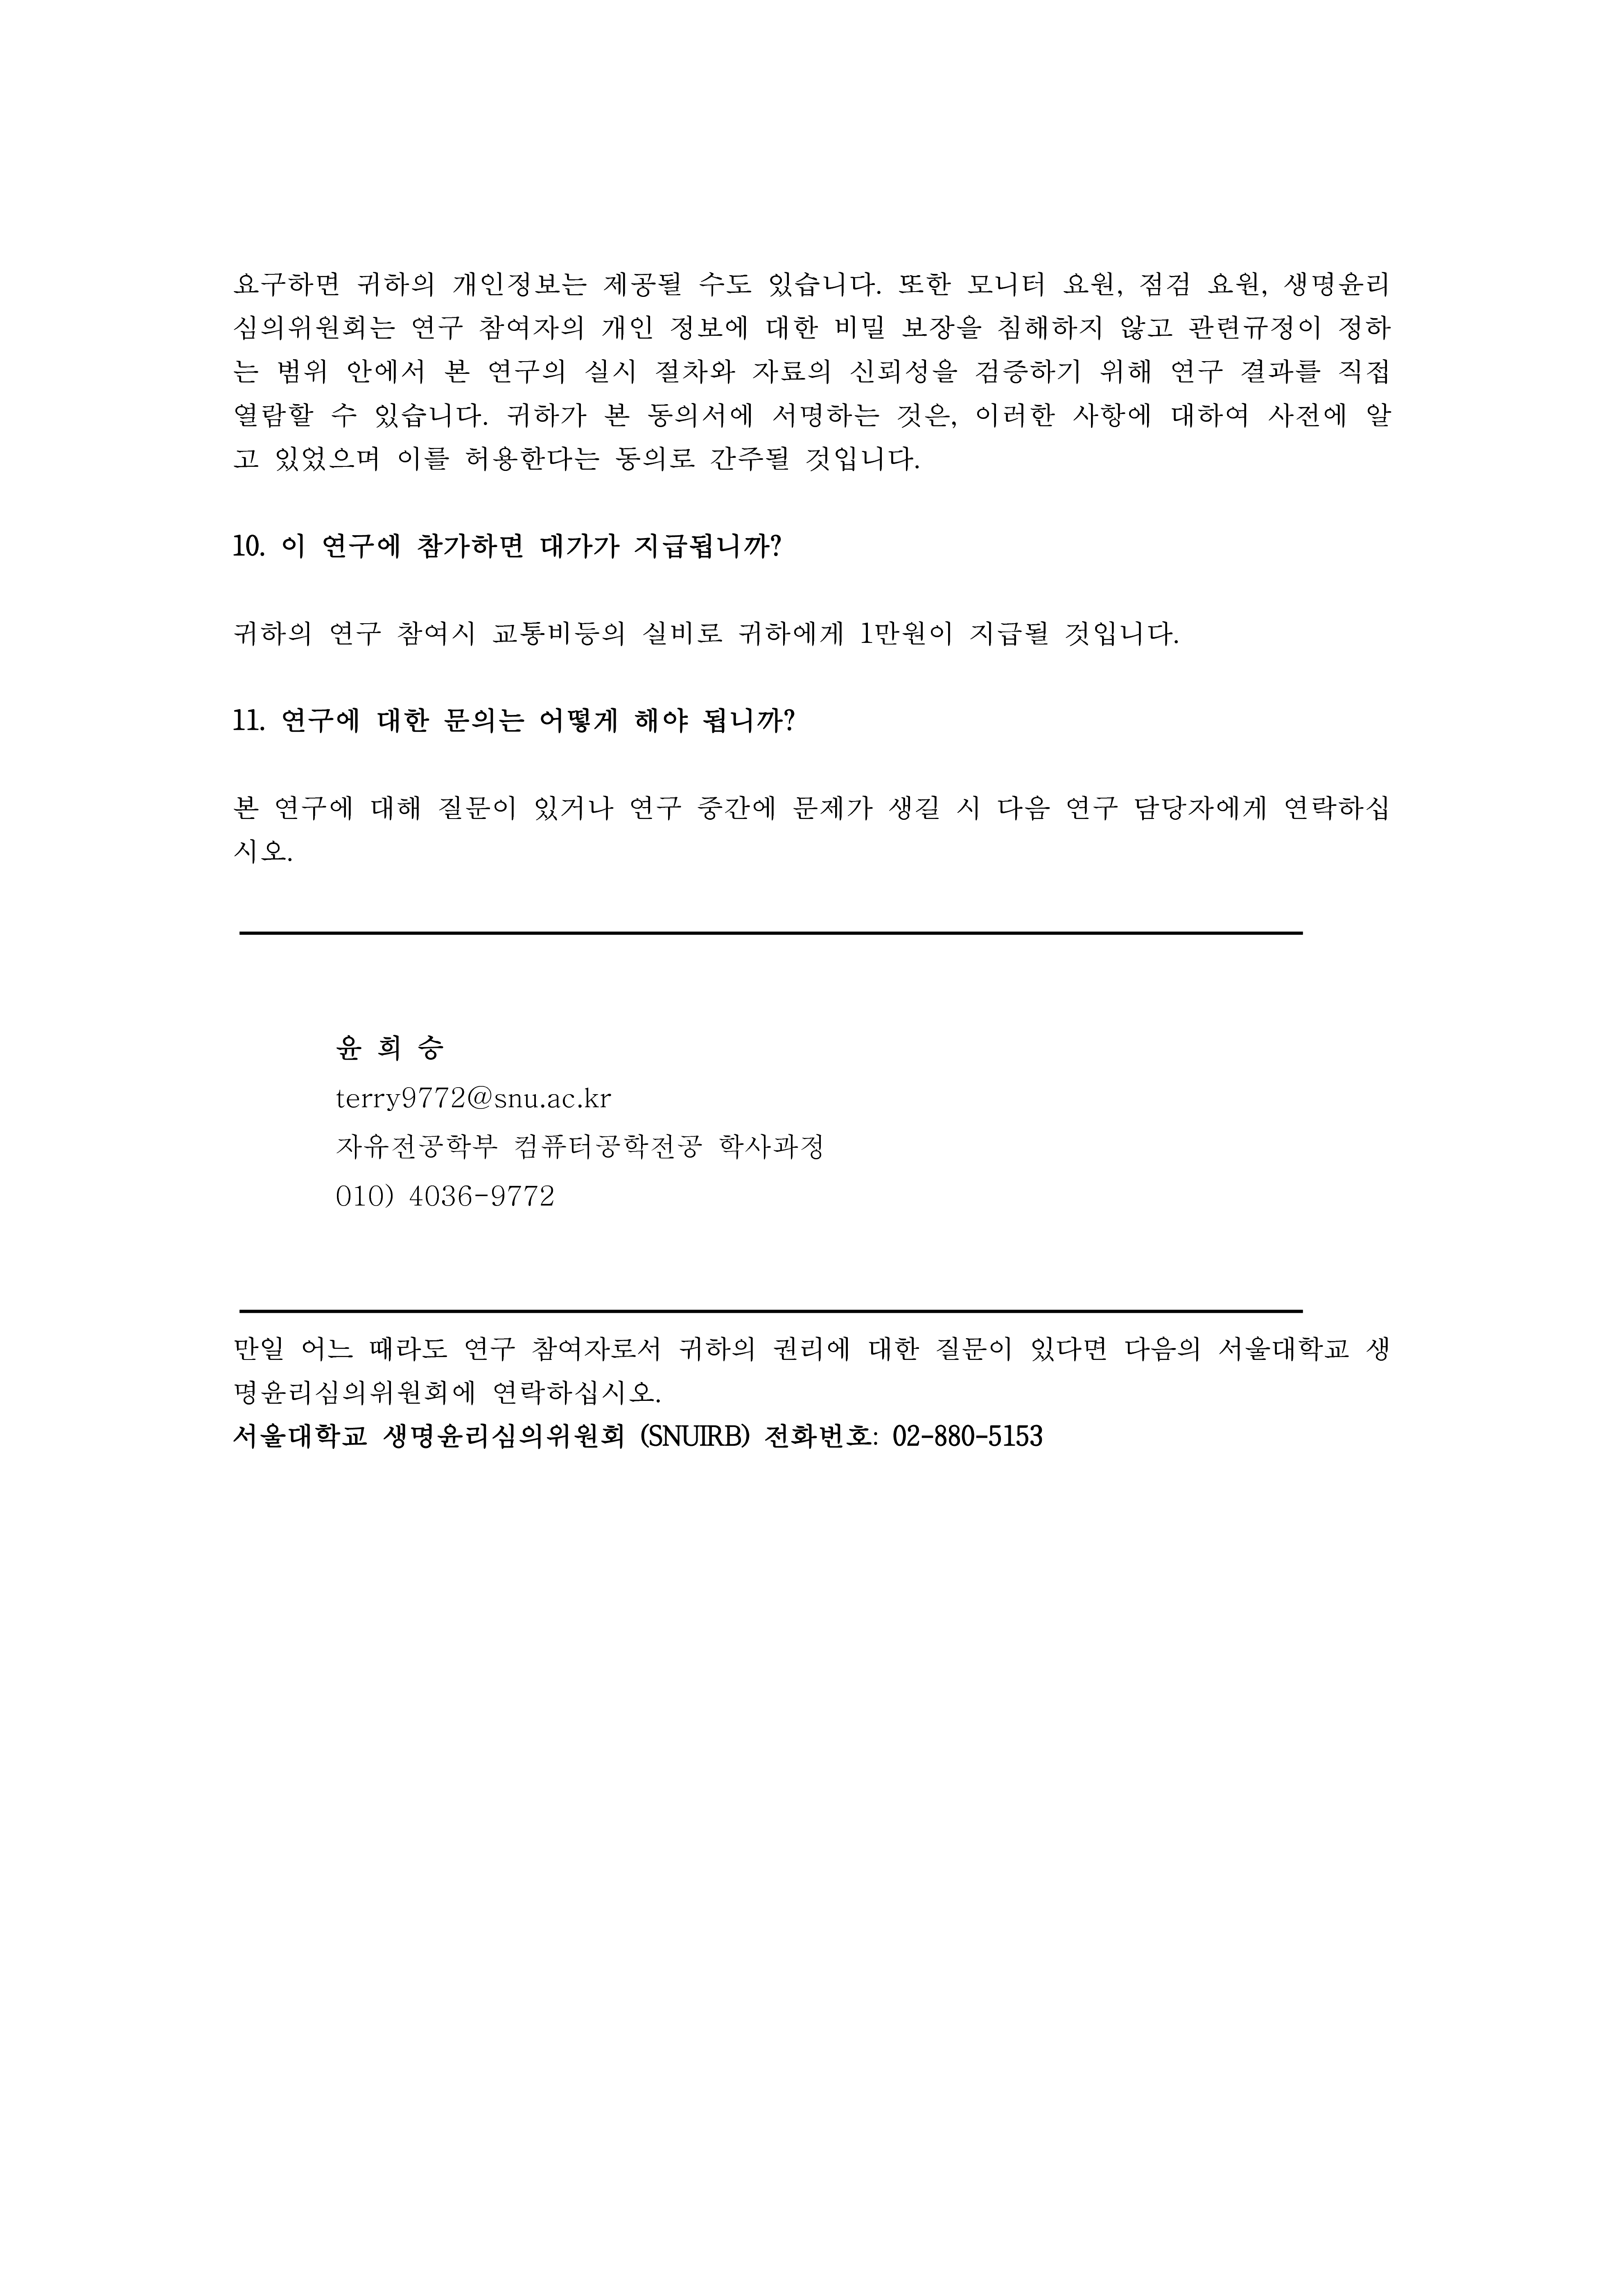 요구하면 귀하의 개인정보는 제공될 수도 있습니다. 또한 모니터 요원, 점검 요원, 생명윤리
심의위원회는 연구 참여자의 개인 정보에 대한 비밀 보장을 침해하지 않고 관련규정이 정하
는 범위 안에서 본 연구의 실시 절차와 자료의 신뢰성을 검증하기 위해 연구 결과를 직접
열람할 수 있습니다. 귀하가 본 동의서에 서명하는 것은, 이러한 사항에 대하여 사전에 알
고 있었으며 이를 허용한다는 동의로 간주될 것입니다.
10. 이 연구에 참가하면 대가가 지급됩니까?
귀하의 연구 참여시 교통비등의 실비로 귀하에게 1만원이 지급될 것입니다.
11. 연구에 대한 문의는 어떻게 해야 됩니까?
본 연구에 대해 질문이 있거나 연구 중간에 문제가 생길 시 다음 연구 담당자에게 연락하십
시오.
윤 희 승
terry9772@snu.ac.kr
자유전공학부 컴퓨터공학전공 학사과정
010) 4036-9772
만일 어느 때라도 연구 참여자로서 귀하의 권리에 대한 질문이 있다면 다음의 서울대학교 생
명윤리심의위원회에 연락하십시오.
서울대학교 생명윤리심의위원회 (SNUIRB) 전화번호: 02-880-5153